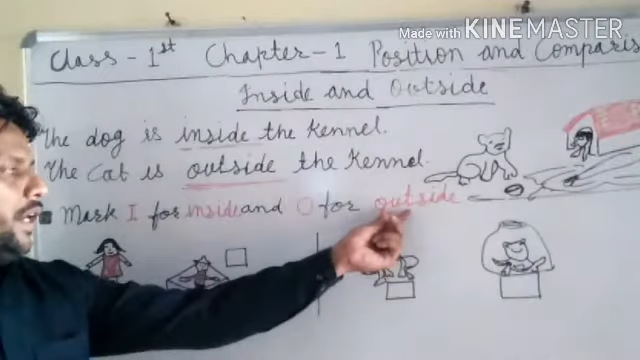 Made with KINEMASTER
Class - 1st Chapter - 1 Position and Comparis
Inside and Outside
The dog is inside the kennel.
The Cat is outside the kennel.
Mark I for inside and O for outside